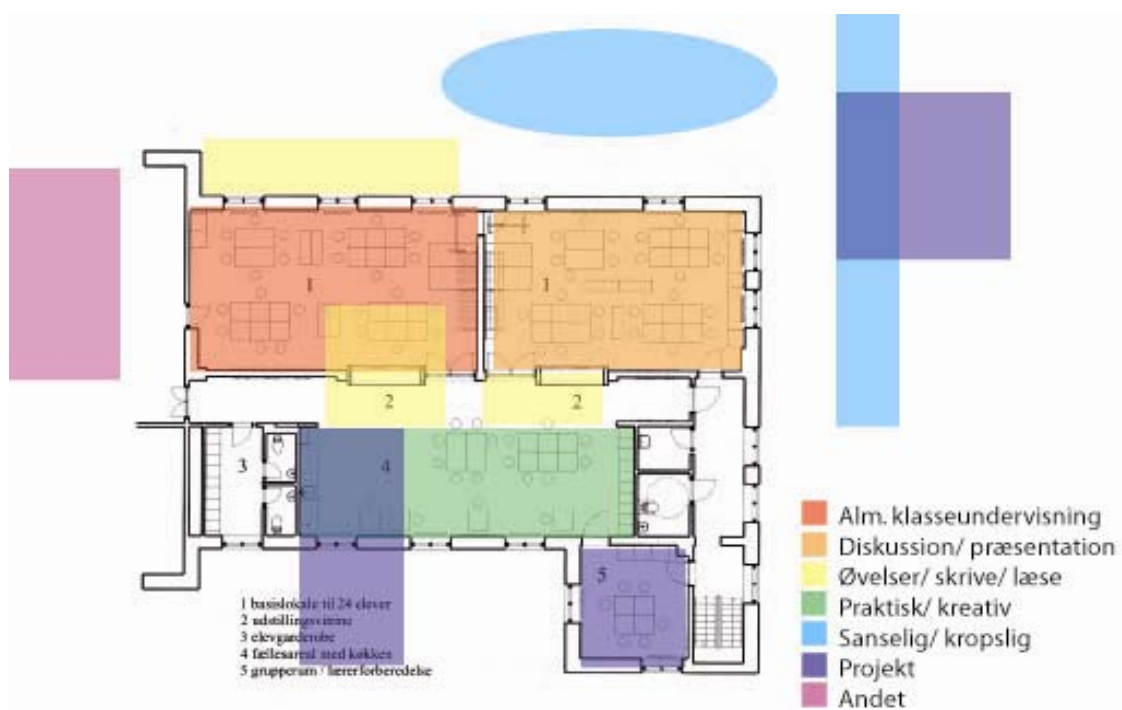 1
1
2
2
3
4
5
1 basislokale til 24 elever
2 udstillingsvitrine
3 elevgarderobe
4 fællesareal med køkken
5 grupperum / lærerforberedelse
Alm. klasseundervisning
Diskussion/ præsentation
Øvelser/ skrive/ læse
Praktisk/ kreativ
Sanselig/ kropslig
Projekt
Andet